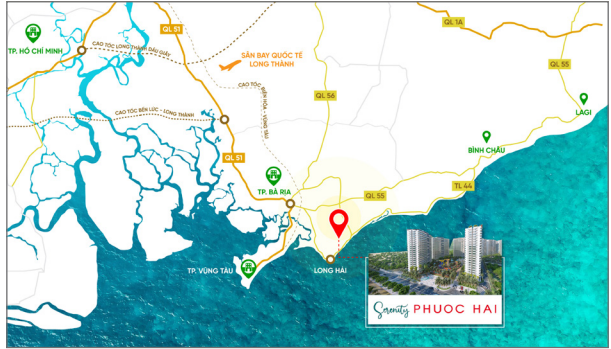 QL 1A
QL 51
TP. HỒ CHÍ MINH
CAO TỐC LONG THÀNH DẦU GIÂY
SÂN BAY QUỐC TẾ
LONG THÀNH
QL 55
CAO TỐC BIÊN HÒA - VŨNG TÀU
QL 56
LAGI
CAO TỐC BẾN LỨC - LONG THÀNH
BÌNH CHÂU
QL 51
TP. BÀ RỊA
TL 44
QL 55
TP. VŨNG TÀU
LONG HẢI
Serenity PHUOC HAI